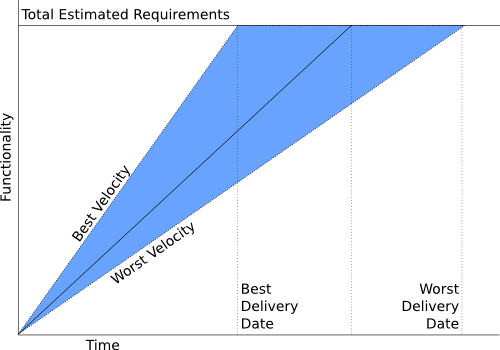 Total Estimated Requirements
Functionality
Best Velocity
Worst Velocity
Best
Delivery
Date
Worst
Delivery
Date
Time